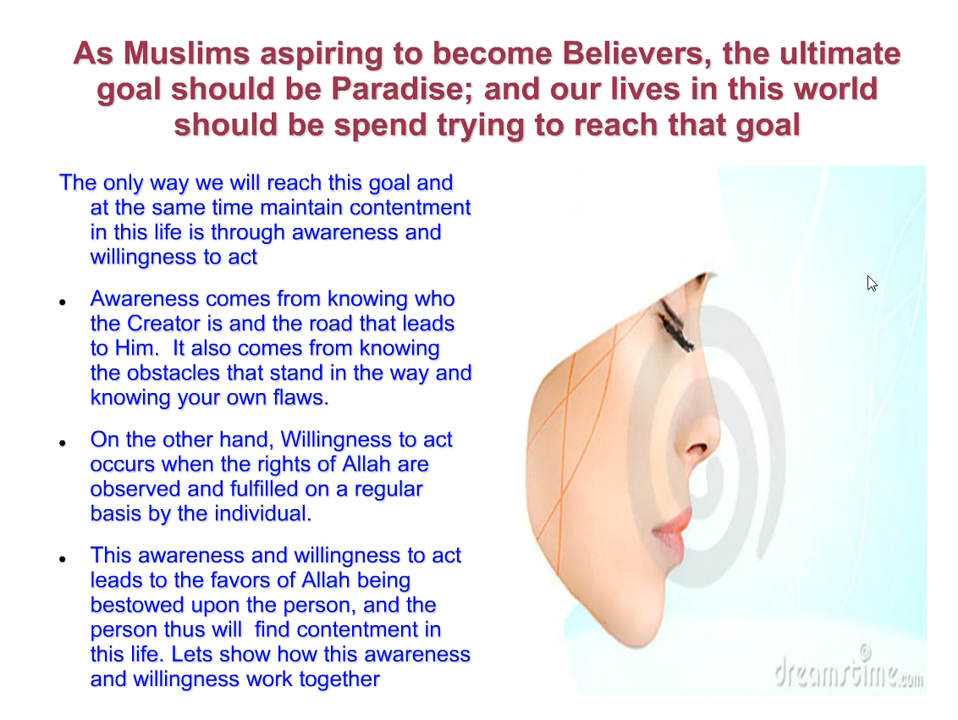 As Muslims aspiring to become Believers, the ultimate
goal should be Paradise; and our lives in this world
should be spend trying to reach that goal
The only way we will reach this goal and
at the same time maintain contentment
in this life is through awareness and
willingness to act
● Awareness comes from knowing who
the Creator is and the road that leads
to Him.  It also comes from knowing
the obstacles that stand in the way and
knowing your own flaws.
● On the other hand, Willingness to act
occurs when the rights of Allah are
observed and fulfilled on a regular
basis by the individual.
● This awareness and willingness to act
leads to the favors of Allah being
bestowed upon the person, and the
person thus will  find contentment in
this life. Lets show how this awareness
and willingness work together
dreamstime.com